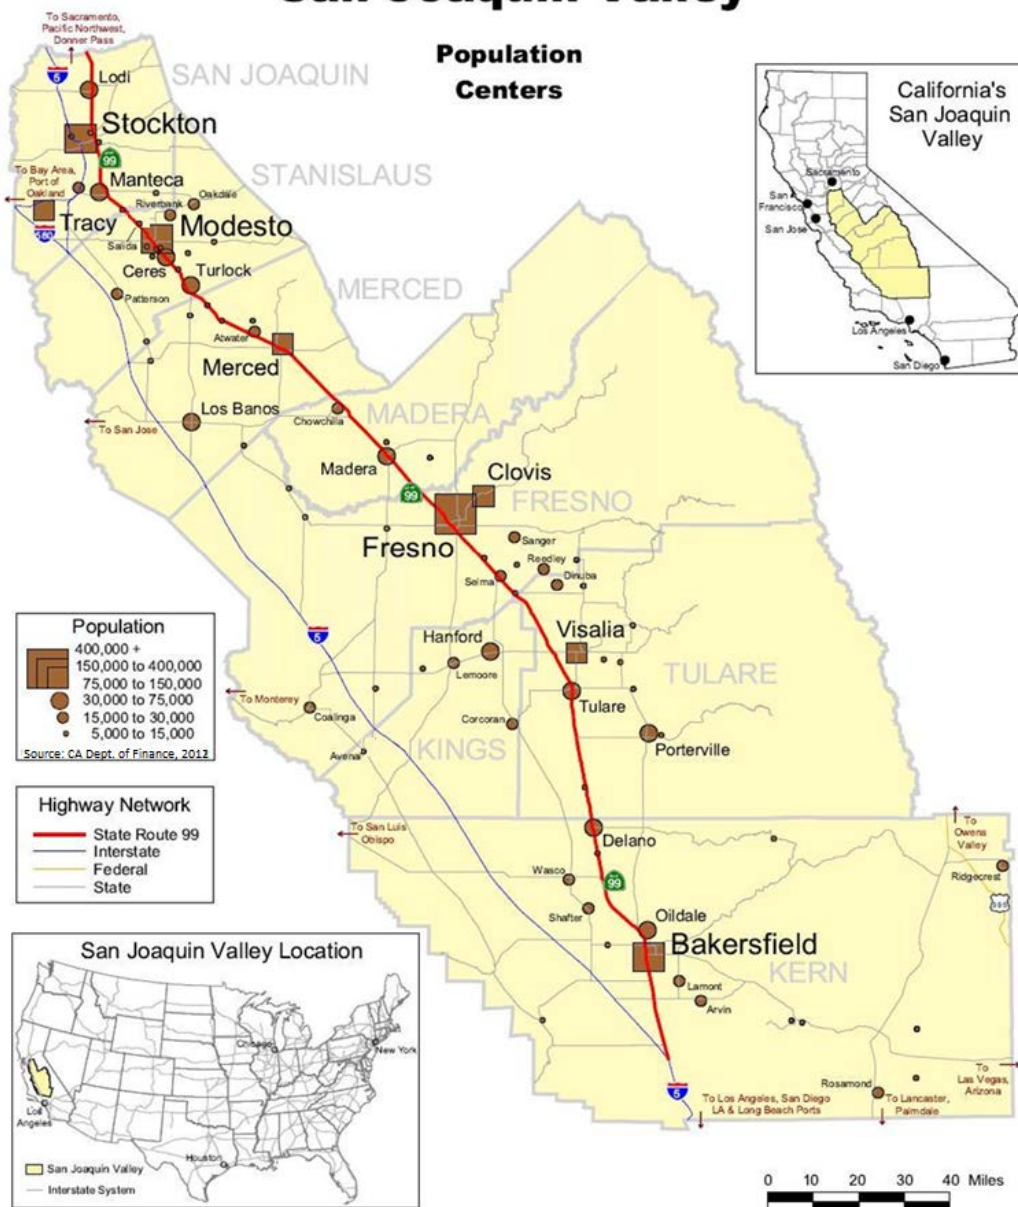 San Joaquin Valley
Population
Centers
To Sacramento,
Pacific Northwest,
Donner Pass
5
Lodi
SAN JOAQUIN
Stockton
99
To Bay Area,
Port of
Oakland
Manteca
STANISLAUS
Oakdale
Riverbank
Tracy
580
Modesto
Salida
Ceres
Turlock
Patterson
MERCED
Atwater
Merced
Los Banos
To San Jose
Chowchilla
MADERA
Madera
99
Clovis
FRESNO
Fresno
Sanger
Reedley
Selma
Dinuba
5
Hanford
Visalia
Lemoore
TULARE
To Monterey
Coalinga
Tulare
Corcoran
Porterville
KINGS
Avenal
To San Luis
Obispo
Delano
To
Owens
Valley
Wasco
99
Ridgecrest
395
Shafter
Oildale
Bakersfield
KERN
Lamont
Arvin
Rosamond
To
Las Vegas,
Arizona
5
To Los Angeles, San Diego
LA & Long Beach Ports
To Lancaster,
Palmdale
California's
San Joaquin
Valley
Sacramento
San
Francisco
San Jose
Los Angeles
San Diego
Population
400,000 +
150,000 to 400,000
75,000 to 150,000
30,000 to 75,000
15,000 to 30,000
5,000 to 15,000
Source: CA Dept. of Finance, 2012
Highway Network
State Route 99
Interstate
Federal
State
San Joaquin Valley Location
Chicago
New York
Los
Angeles
Houston
San Joaquin Valley
Interstate System
0 10 20 30 40 Miles